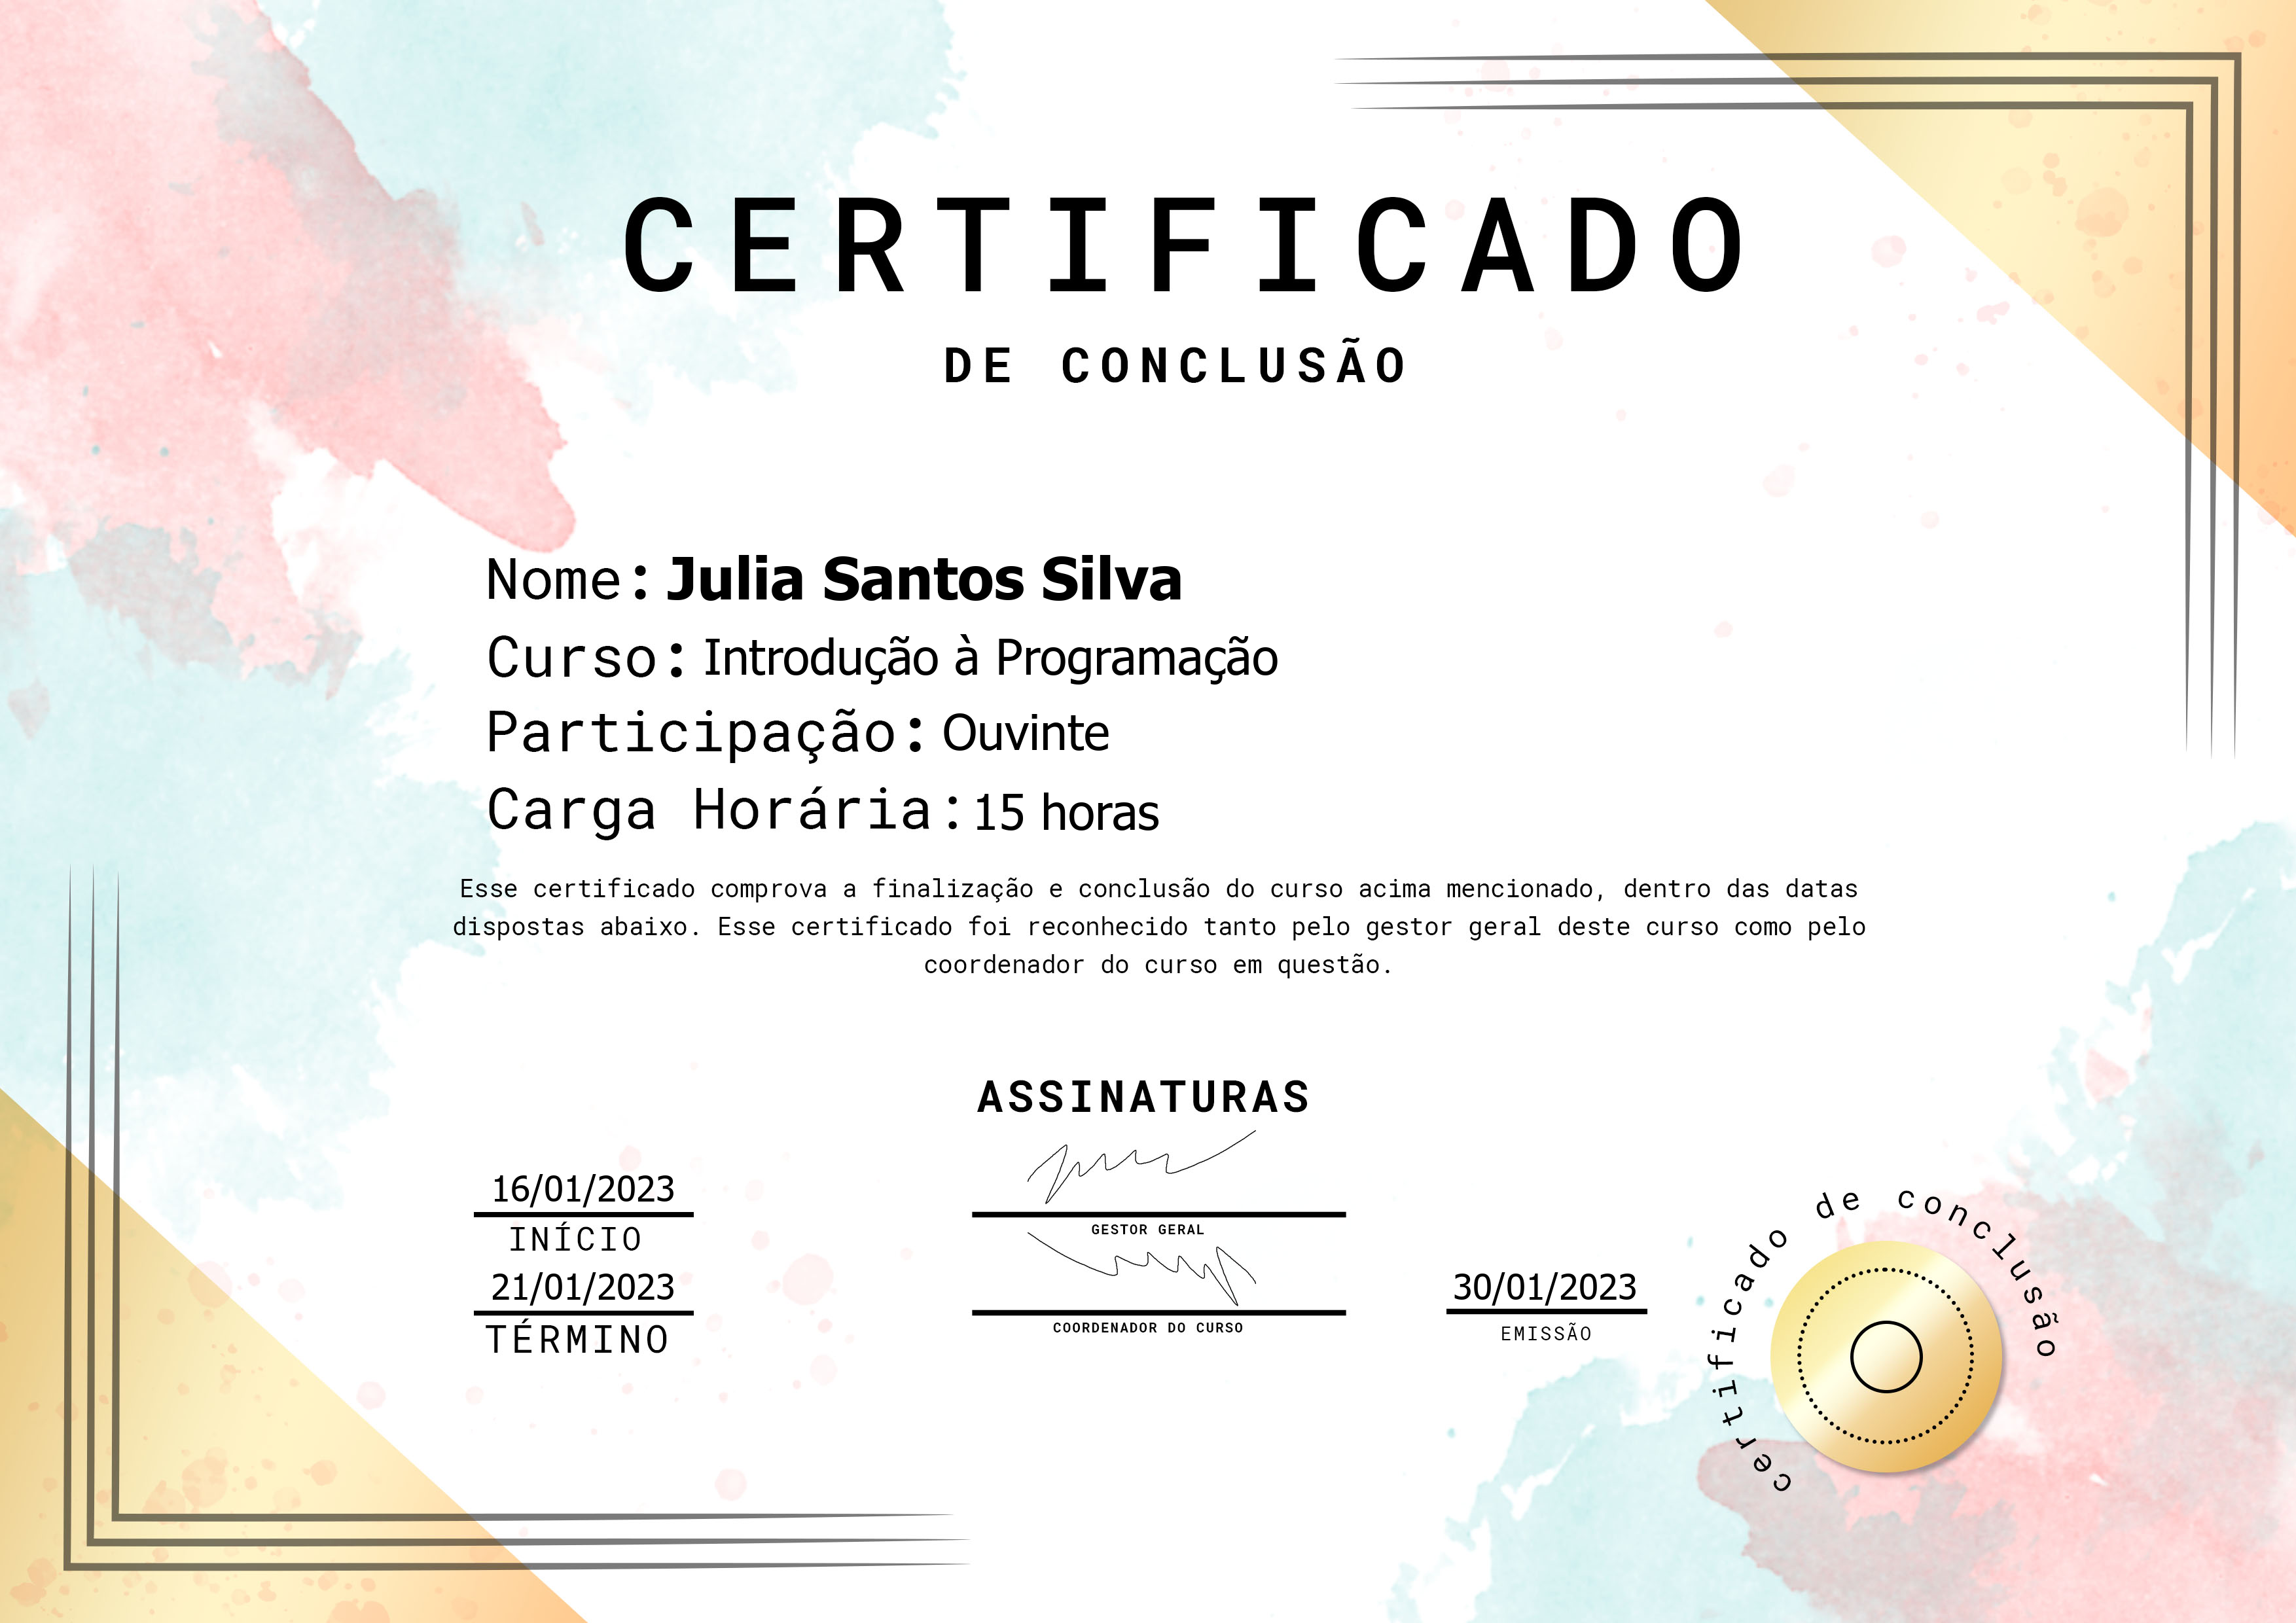 CERTIFICADO
DE CONCLUSÃO
Nome: Julia Santos Silva
Curso: Introdução à Programação
Participação: Ouvinte
Carga Horária: 15 horas
Esse certificado comprova a finalização e conclusão do curso acima mencionado, dentro das datas
dispostas abaixo. Esse certificado foi reconhecido tanto pelo gestor geral deste curso como pelo
coordenador do curso em questão.
ASSINATURAS
16/01/2023
INÍCIO
21/01/2023
TÉRMINO
GESTOR GERAL
COORDENADOR DO CURSO
30/01/2023
EMISSÃO
certificado de conclusão